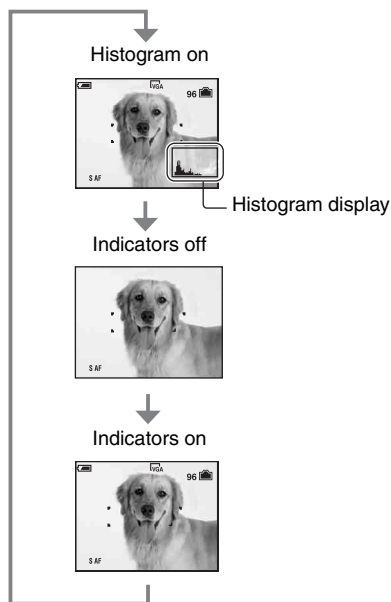 Histogram on
VGA
96
S AF
Histogram display
Indicators off
S AF
Indicators on
VGA
96
S AF